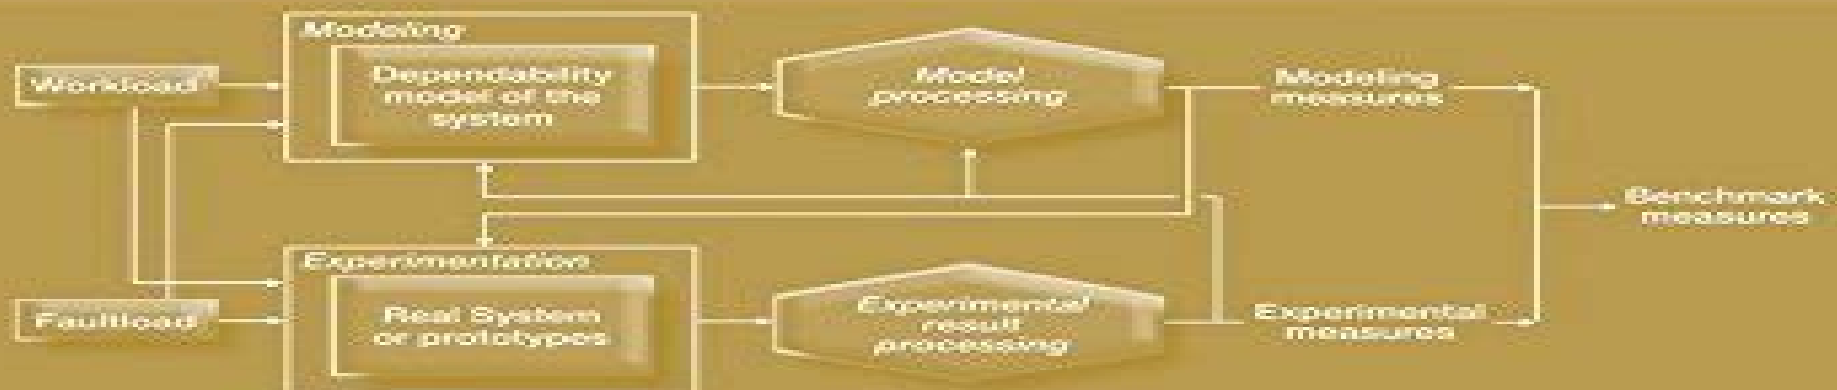 Modeling
Workload
Dependability
model of the
system
Model
processing
Modeling
measures
Benchmark
measures
Experimentation
Faultload
Real System
or prototypes
Experimental
result
processing
Experimental
measures